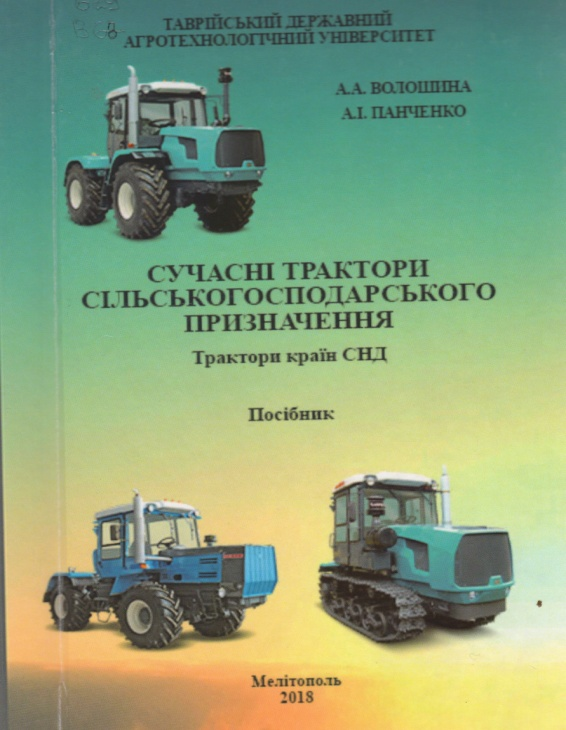 ТАВРІЙСЬКИЙ ДЕРЖАВНИЙ
АГРОТЕХНОЛОГІЧНИЙ УНІВЕРСИТЕТ
А.А. ВОЛОШИНА
А.І. ПАНЧЕНКО
СУЧАСНІ ТРАКТОРИ
СІЛЬСЬКОГОСПОДАРСЬКОГО
ПРИЗНАЧЕННЯ
Трактори країн СНД
Посібник
Мелітополь
2018